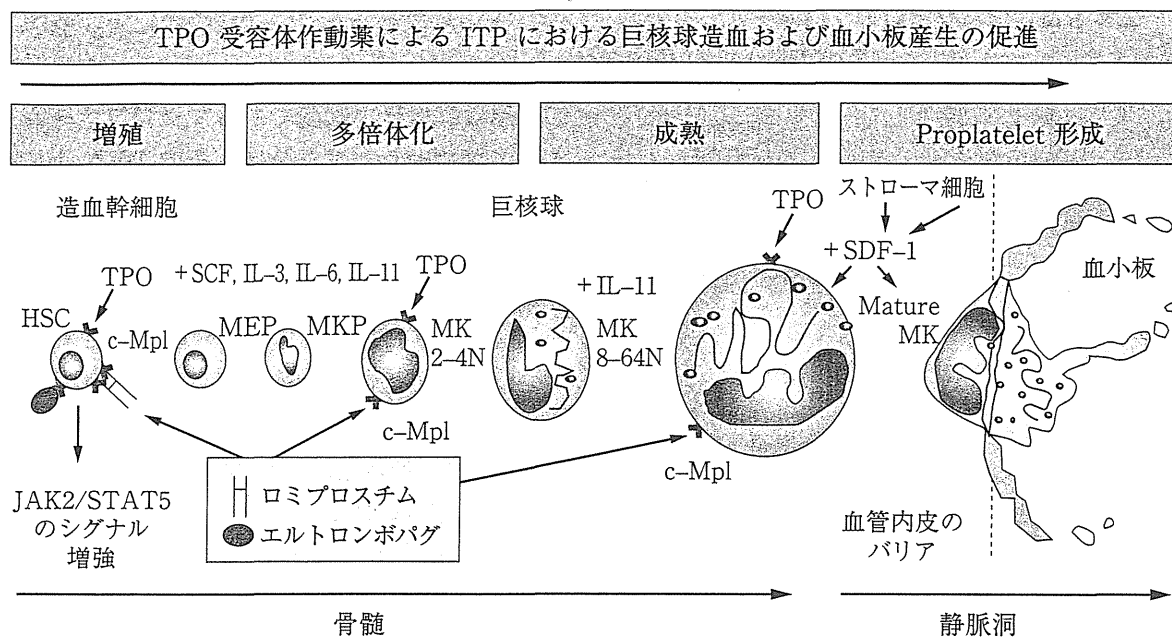 TPO 受容体作動薬による ITP における巨核球造血および血小板産生の促進
増殖
多倍体化
成熟
Proplatelet 形成
造血幹細胞
巨核球
TPO
ストローマ細胞
+SDF-1
血小板
TPO
+SCF, IL-3, IL-6, IL-11
TPO
+IL-11
HSC
c-Mpl
MEP
MKP
MK
2-4N
MK
8-64N
Mature
MK
c-Mpl
c-Mpl
JAK2/STAT5
のシグナル
増強
ロミプロスチム
エルトロンボパグ
血管内皮の
バリア
骨髄
静脈洞